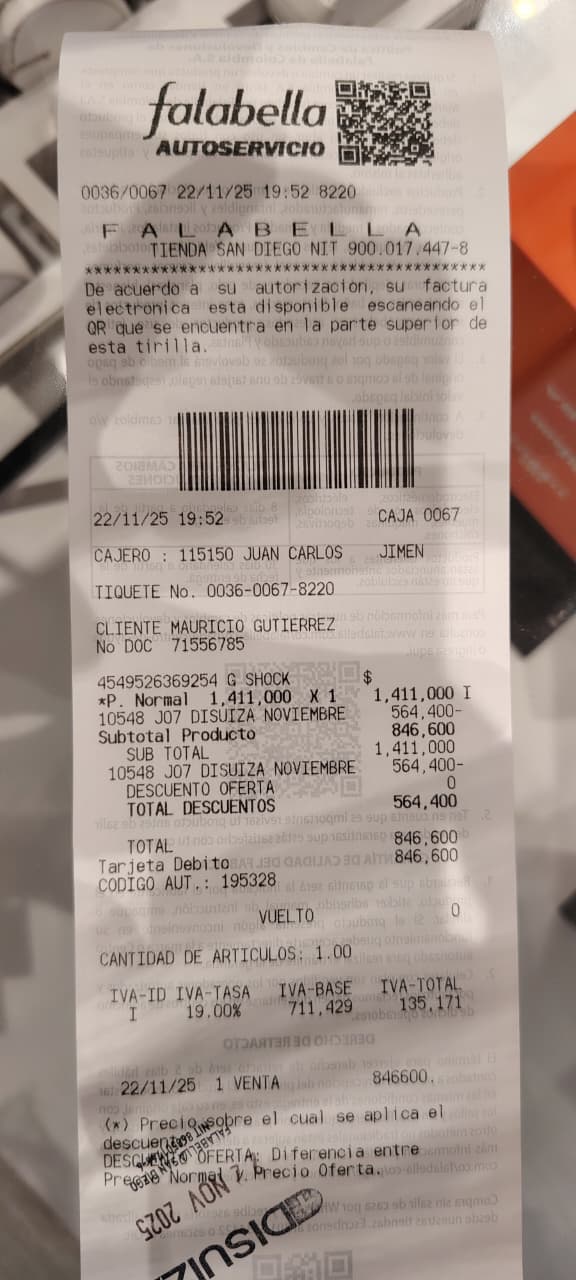 falabella
AUTOSERVICIO
0036/0067 22/11/25 19:52 8220
F A L A B E L L A
TIENDA SAN DIEGO NIT 900.017.447-8
******************************************
De acuerdo a su autorizacion, su factura
electronica esta disponible escaneando el
QR que se encuentra en la parte superior de
esta tirilla.
22/11/25 19:52 CAJA 0067
CAJERO : 115150 JUAN CARLOS JIMEN
TIQUETE No. 0036-0067-8220
CLIENTE MAURICIO GUTIERREZ
No DOC 71556785
4549526369254 G SHOCK $
*P. Normal 1,411,000 X 1 1,411,000 I
10548 J07 DISUIZA NOVIEMBRE 564,400-
Subtotal Producto 846,600
SUB TOTAL 1,411,000
10548 J07 DISUIZA NOVIEMBRE 564,400-
DESCUENTO OFERTA 0
TOTAL DESCUENTOS 564,400
TOTAL 846,600
Tarjeta Debito 846,600
CODIGO AUT.: 195328
VUELTO 0
CANTIDAD DE ARTICULOS: 1.00
IVA-ID IVA-TASA IVA-BASE IVA-TOTAL
I 19.00% 711,429 135,171
22/11/25 1 VENTA 846600.
(*) Precio sobre el cual se aplica el
descuento
DESCUENTO OFERTA: Diferencia entre
Precio Normal y Precio Oferta.
NOV 2025
DISUIZ